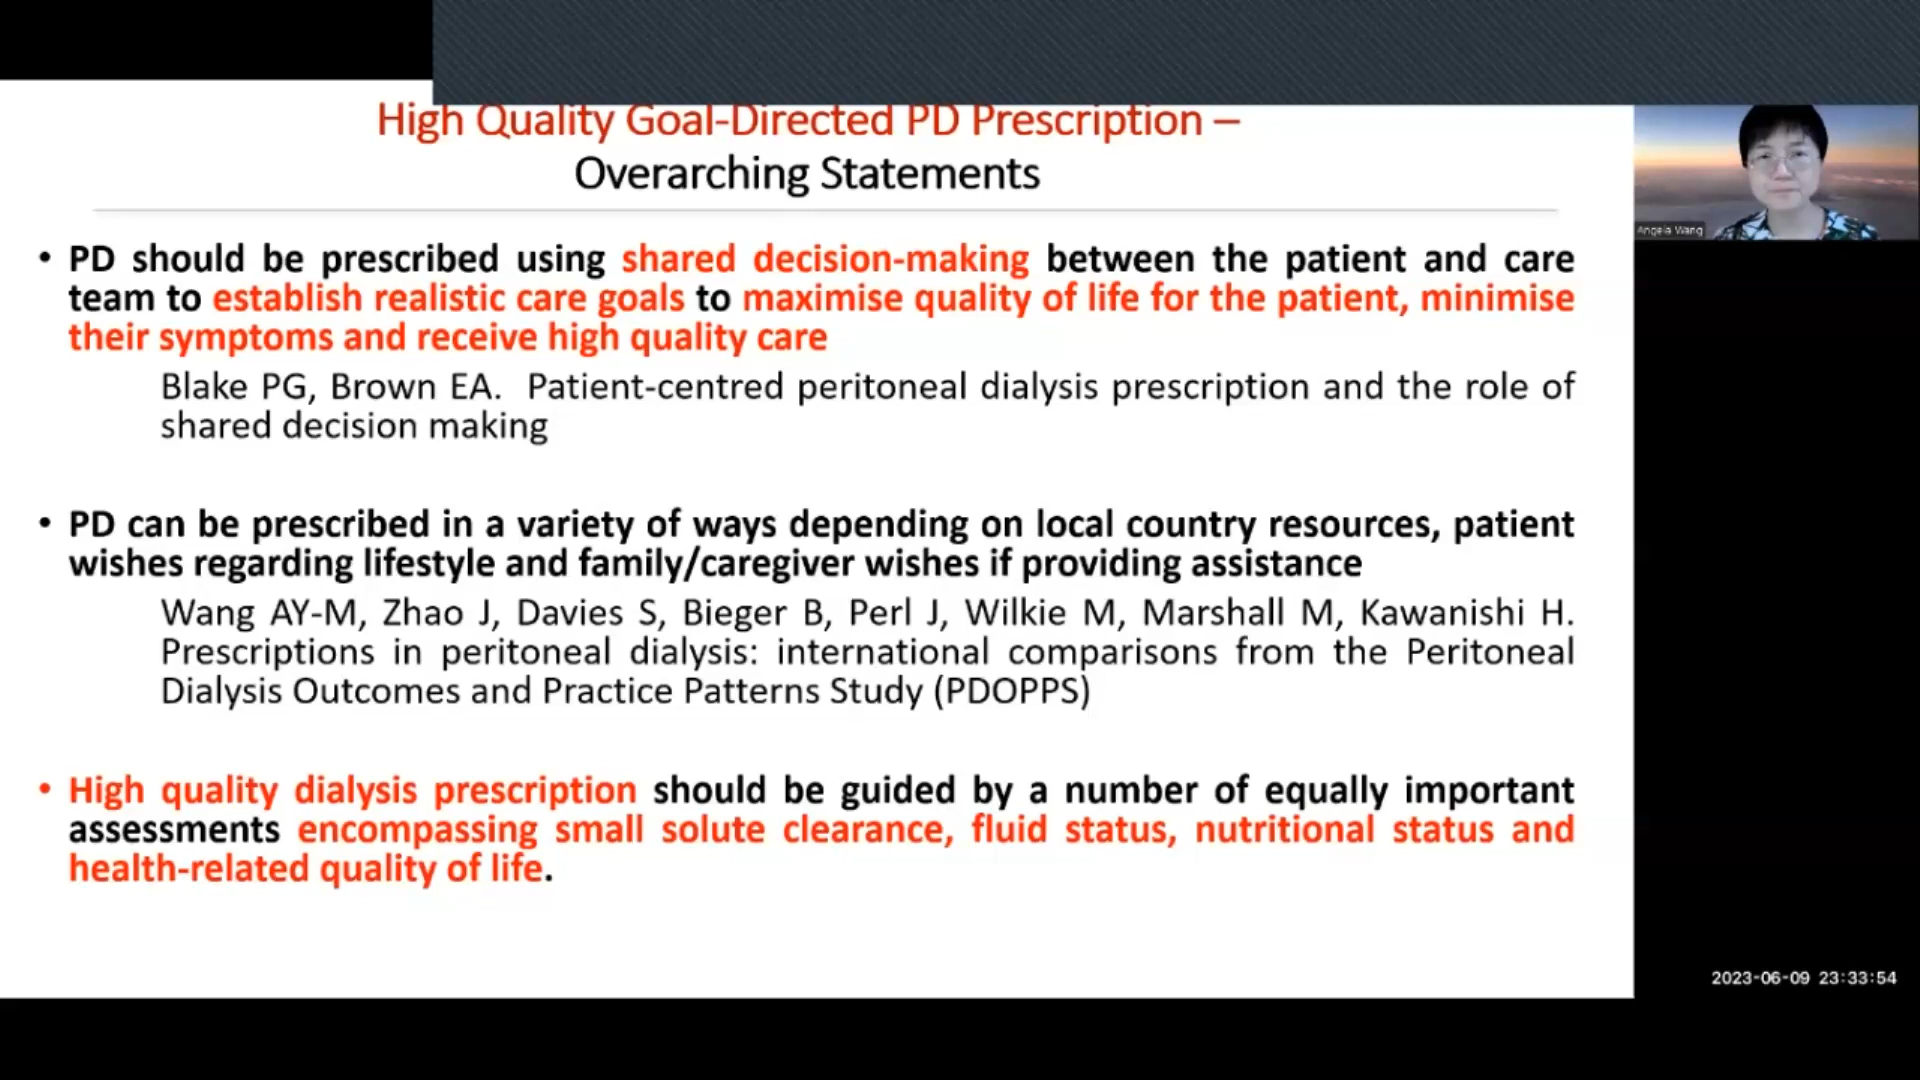 High Quality Goal-Directed PD Prescription –
Overarching Statements
• PD should be prescribed using shared decision-making between the patient and care
team to establish realistic care goals to maximise quality of life for the patient, minimise
their symptoms and receive high quality care
Blake PG, Brown EA. Patient-centred peritoneal dialysis prescription and the role of
shared decision making
• PD can be prescribed in a variety of ways depending on local country resources, patient
wishes regarding lifestyle and family/caregiver wishes if providing assistance
Wang AY-M, Zhao J, Davies S, Bieger B, Perl J, Wilkie M, Marshall M, Kawanishi H.
Prescriptions in peritoneal dialysis: international comparisons from the Peritoneal
Dialysis Outcomes and Practice Patterns Study (PDOPPS)
• High quality dialysis prescription should be guided by a number of equally important
assessments encompassing small solute clearance, fluid status, nutritional status and
health-related quality of life.
Angela Wang
2023-06-09 23:33:54